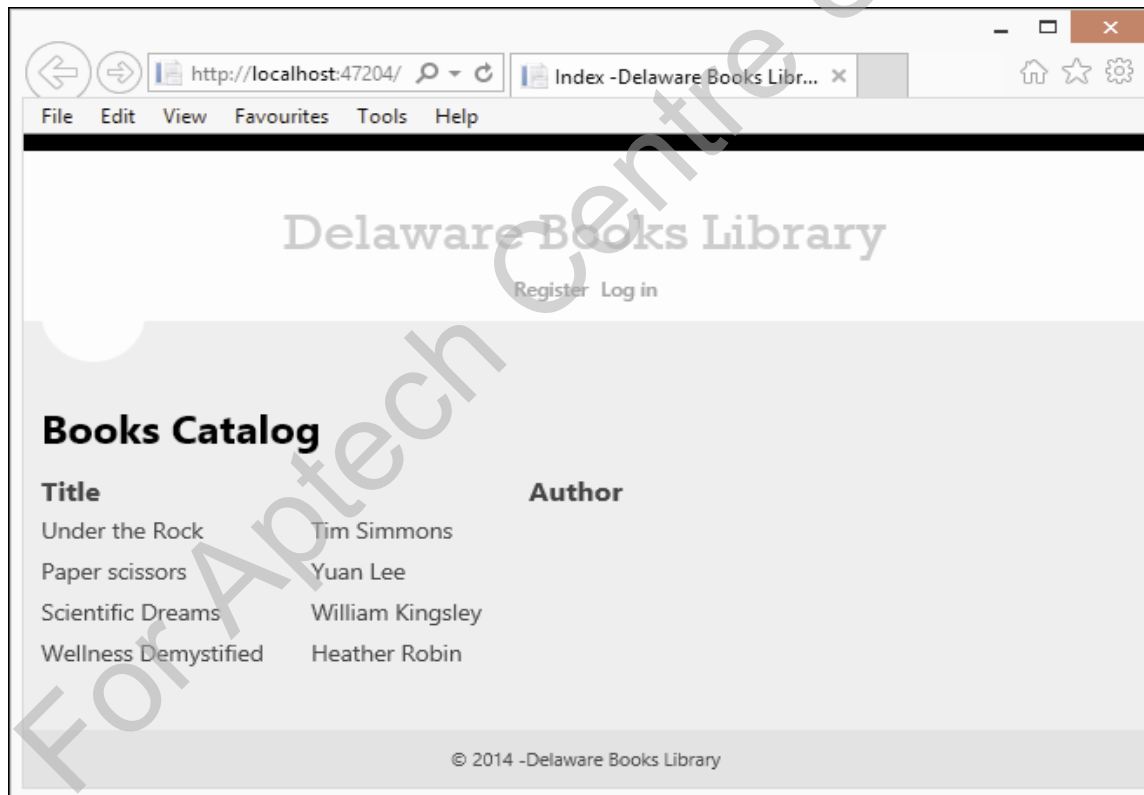 http://localhost:47204/
Index -Delaware Books Libr...
File Edit View Favourites Tools Help
Delaware Books Library
Register Log in
Books Catalog
Title Author
Under the Rock Tim Simmons
Paper scissors Yuan Lee
Scientific Dreams William Kingsley
Wellness Demystified Heather Robin
© 2014 -Delaware Books Library
For Aptech Centre